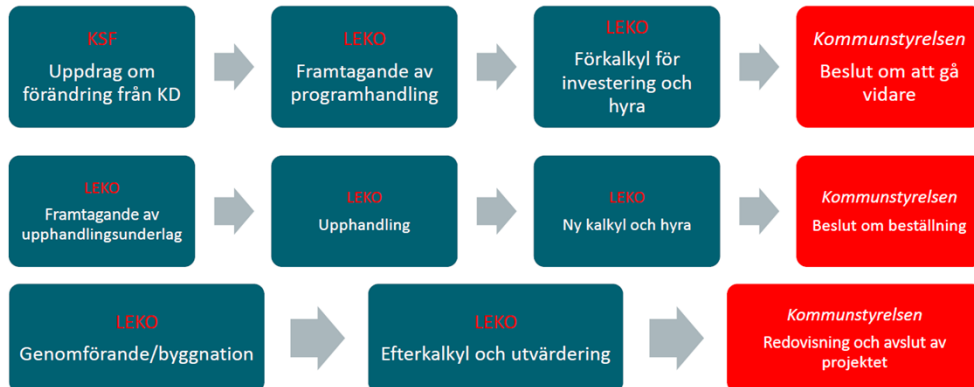 KSF
Uppdrag om
förändring från KD
LEKO
Framtagande av
programhandling
LEKO
Förkalkyl för
investering och
hyra
Kommunstyrelsen
Beslut om att gå
vidare
LEKO
Framtagande av
upphandlingsunderlag
LEKO
Upphandling
LEKO
Ny kalkyl och hyra
Kommunstyrelsen
Beslut om beställning
LEKO
Genomförande/byggnation
LEKO
Efterkalkyl och utvärdering
Kommunstyrelsen
Redovisning och avslut av
projektet